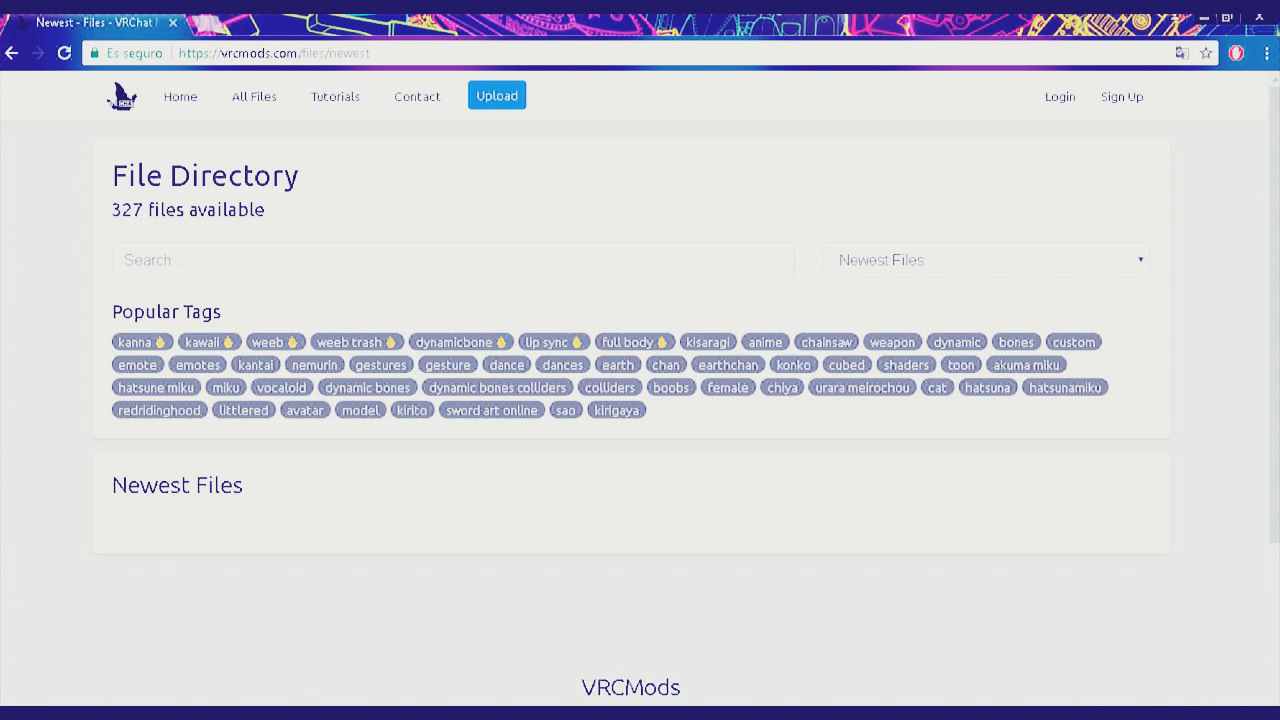 Newest - Files - VRChat
Es seguro https://vrcmods.com/files/newest
Home All Files Tutorials Contact Upload Login Sign Up
File Directory
327 files available
Search... Newest Files
Popular Tags
kanna kawaii weeb weeb trash dynamicbone lip sync full body kisaragi anime chainsaw weapon dynamic bones custom
emote emotes kantai nemurin gestures gesture dance dances earth chan earthchan konko cubed shaders toon akuma miku
hatsune miku miku vocaloid dynamic bones dynamic bones colliders colliders boobs female chiya urara meirochou cat hatsuna hatsunamiku
redridinghood littlered avatar model kirito sword art online sao kirigaya
Newest Files
VRCMods